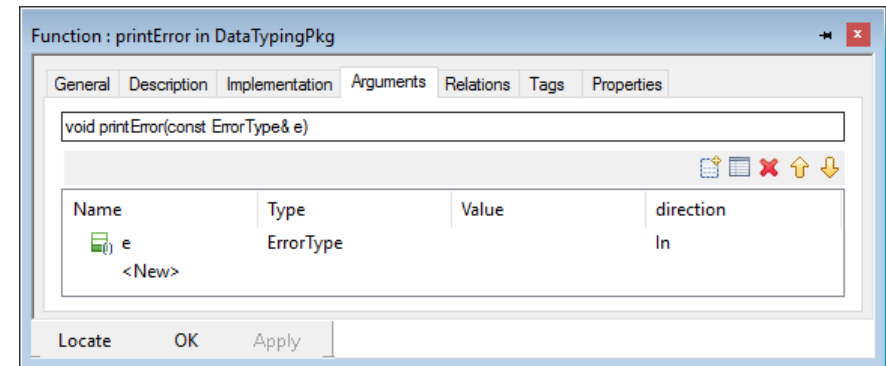 Function : printError in DataTypingPkg
General Description Implementation Arguments Relations Tags Properties
void printError(const ErrorType& e)
Name Type Value direction
e ErrorType In
<New>
Locate OK Apply